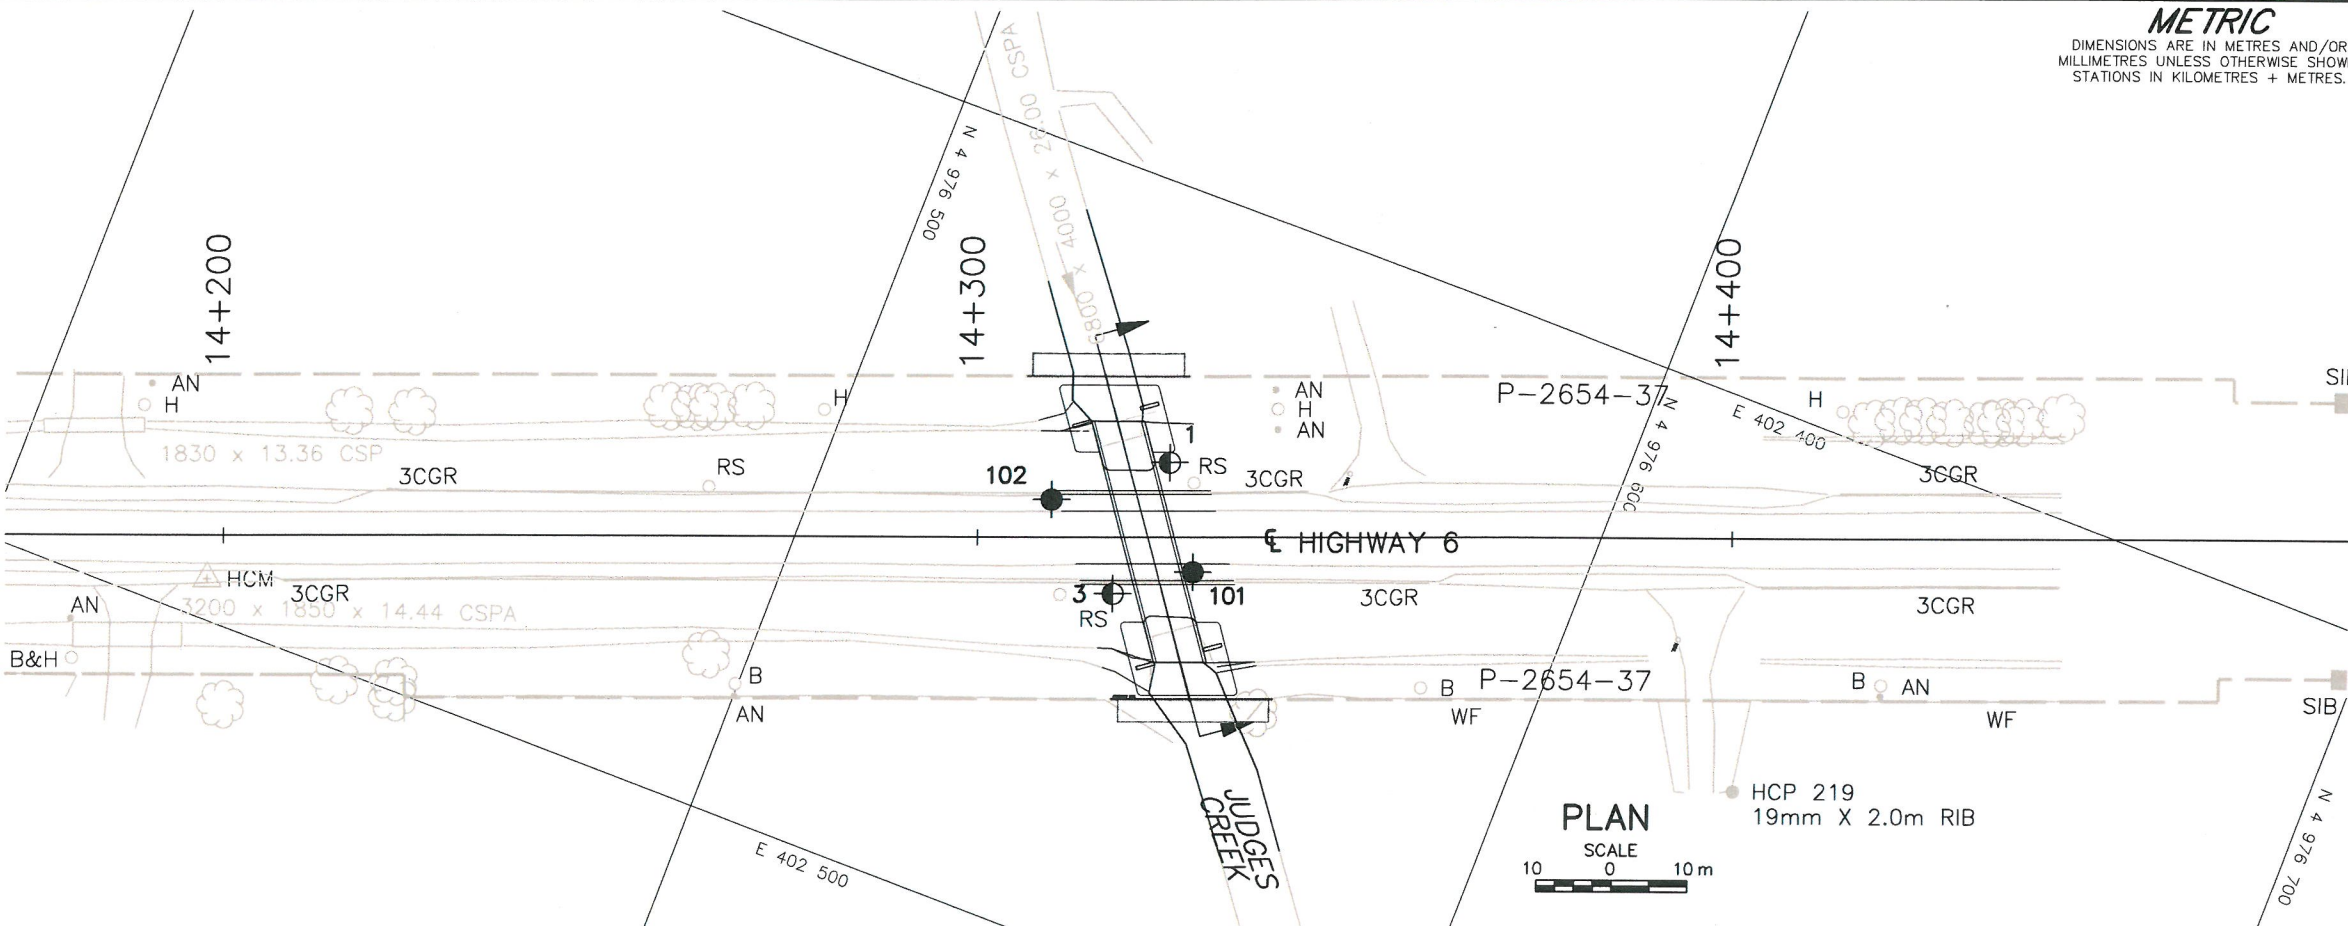 METRIC
DIMENSIONS ARE IN METRES AND/OR
MILLIMETRES UNLESS OTHERWISE SHOW
STATIONS IN KILOMETRES + METRES.
5800 x 4000 x 26.00 CSPA
N 4 976 500
14+200
14+300
14+400
AN
H
H
AN
H
AN
P-2654-37
N 4 976 600
H
E 402 400
SI
1830 x 13.36 CSP
3CGR
RS
102
1
RS
3CGR
3CGR
℄ HIGHWAY 6
HCM
3CGR
3200 x 1850 x 14.44 CSPA
AN
B&H
3
RS
101
3CGR
3CGR
B
AN
B
P-2654-37
WF
B
AN
WF
SIB
JUDGES
CREEK
E 402 500
PLAN
SCALE
10 0 10 m
HCP 219
19mm X 2.0m RIB
N 4 976 700